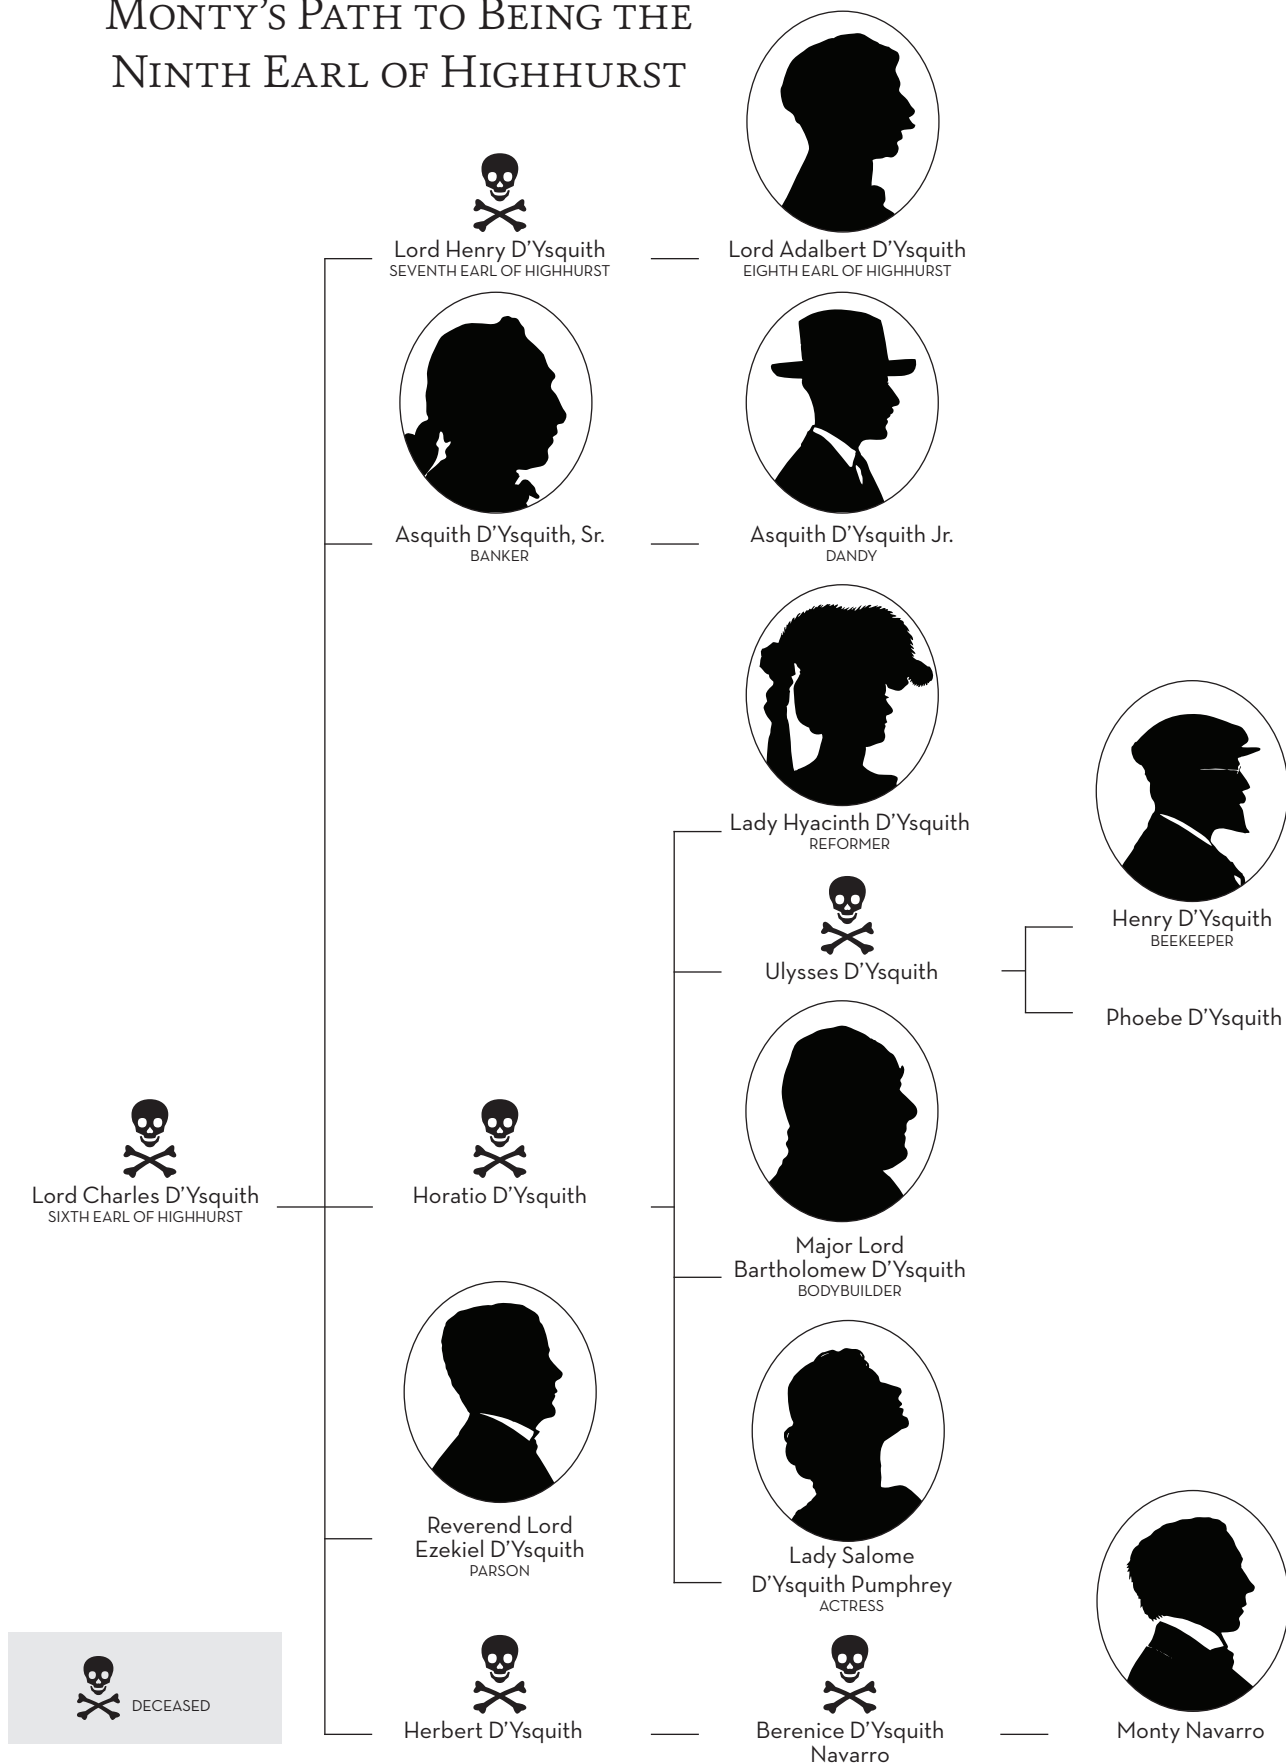 Monty's Path to Being the
Ninth Earl of Highhurst
Lord Henry D'Ysquith
SEVENTH EARL OF HIGHHURST
Lord Adalbert D'Ysquith
EIGHTH EARL OF HIGHHURST
Asquith D'Ysquith, Sr.
BANKER
Asquith D'Ysquith Jr.
DANDY
Lady Hyacinth D'Ysquith
REFORMER
Henry D'Ysquith
BEEKEEPER
Ulysses D'Ysquith
Phoebe D'Ysquith
Lord Charles D'Ysquith
SIXTH EARL OF HIGHHURST
Horatio D'Ysquith
Major Lord
Bartholomew D'Ysquith
BODYBUILDER
Reverend Lord
Ezekiel D'Ysquith
PARSON
Lady Salome
D'Ysquith Pumphrey
ACTRESS
DECEASED
Herbert D'Ysquith
Berenice D'Ysquith
Navarro
Monty Navarro